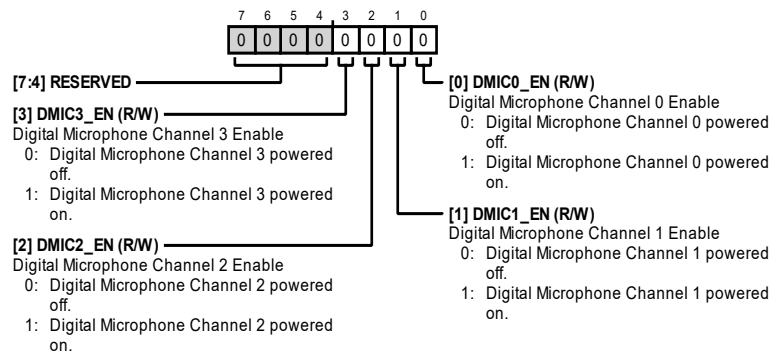 7 6 5 4 3 2 1 0
0 0 0 0 0 0 0 0
[7:4] RESERVED
[3] DMIC3_EN (R/W)
Digital Microphone Channel 3 Enable
0: Digital Microphone Channel 3 powered
off.
1: Digital Microphone Channel 3 powered
on.
[2] DMIC2_EN (R/W)
Digital Microphone Channel 2 Enable
0: Digital Microphone Channel 2 powered
off.
1: Digital Microphone Channel 2 powered
on.
[0] DMIC0_EN (R/W)
Digital Microphone Channel 0 Enable
0: Digital Microphone Channel 0 powered
off.
1: Digital Microphone Channel 0 powered
on.
[1] DMIC1_EN (R/W)
Digital Microphone Channel 1 Enable
0: Digital Microphone Channel 1 powered
off.
1: Digital Microphone Channel 1 powered
on.